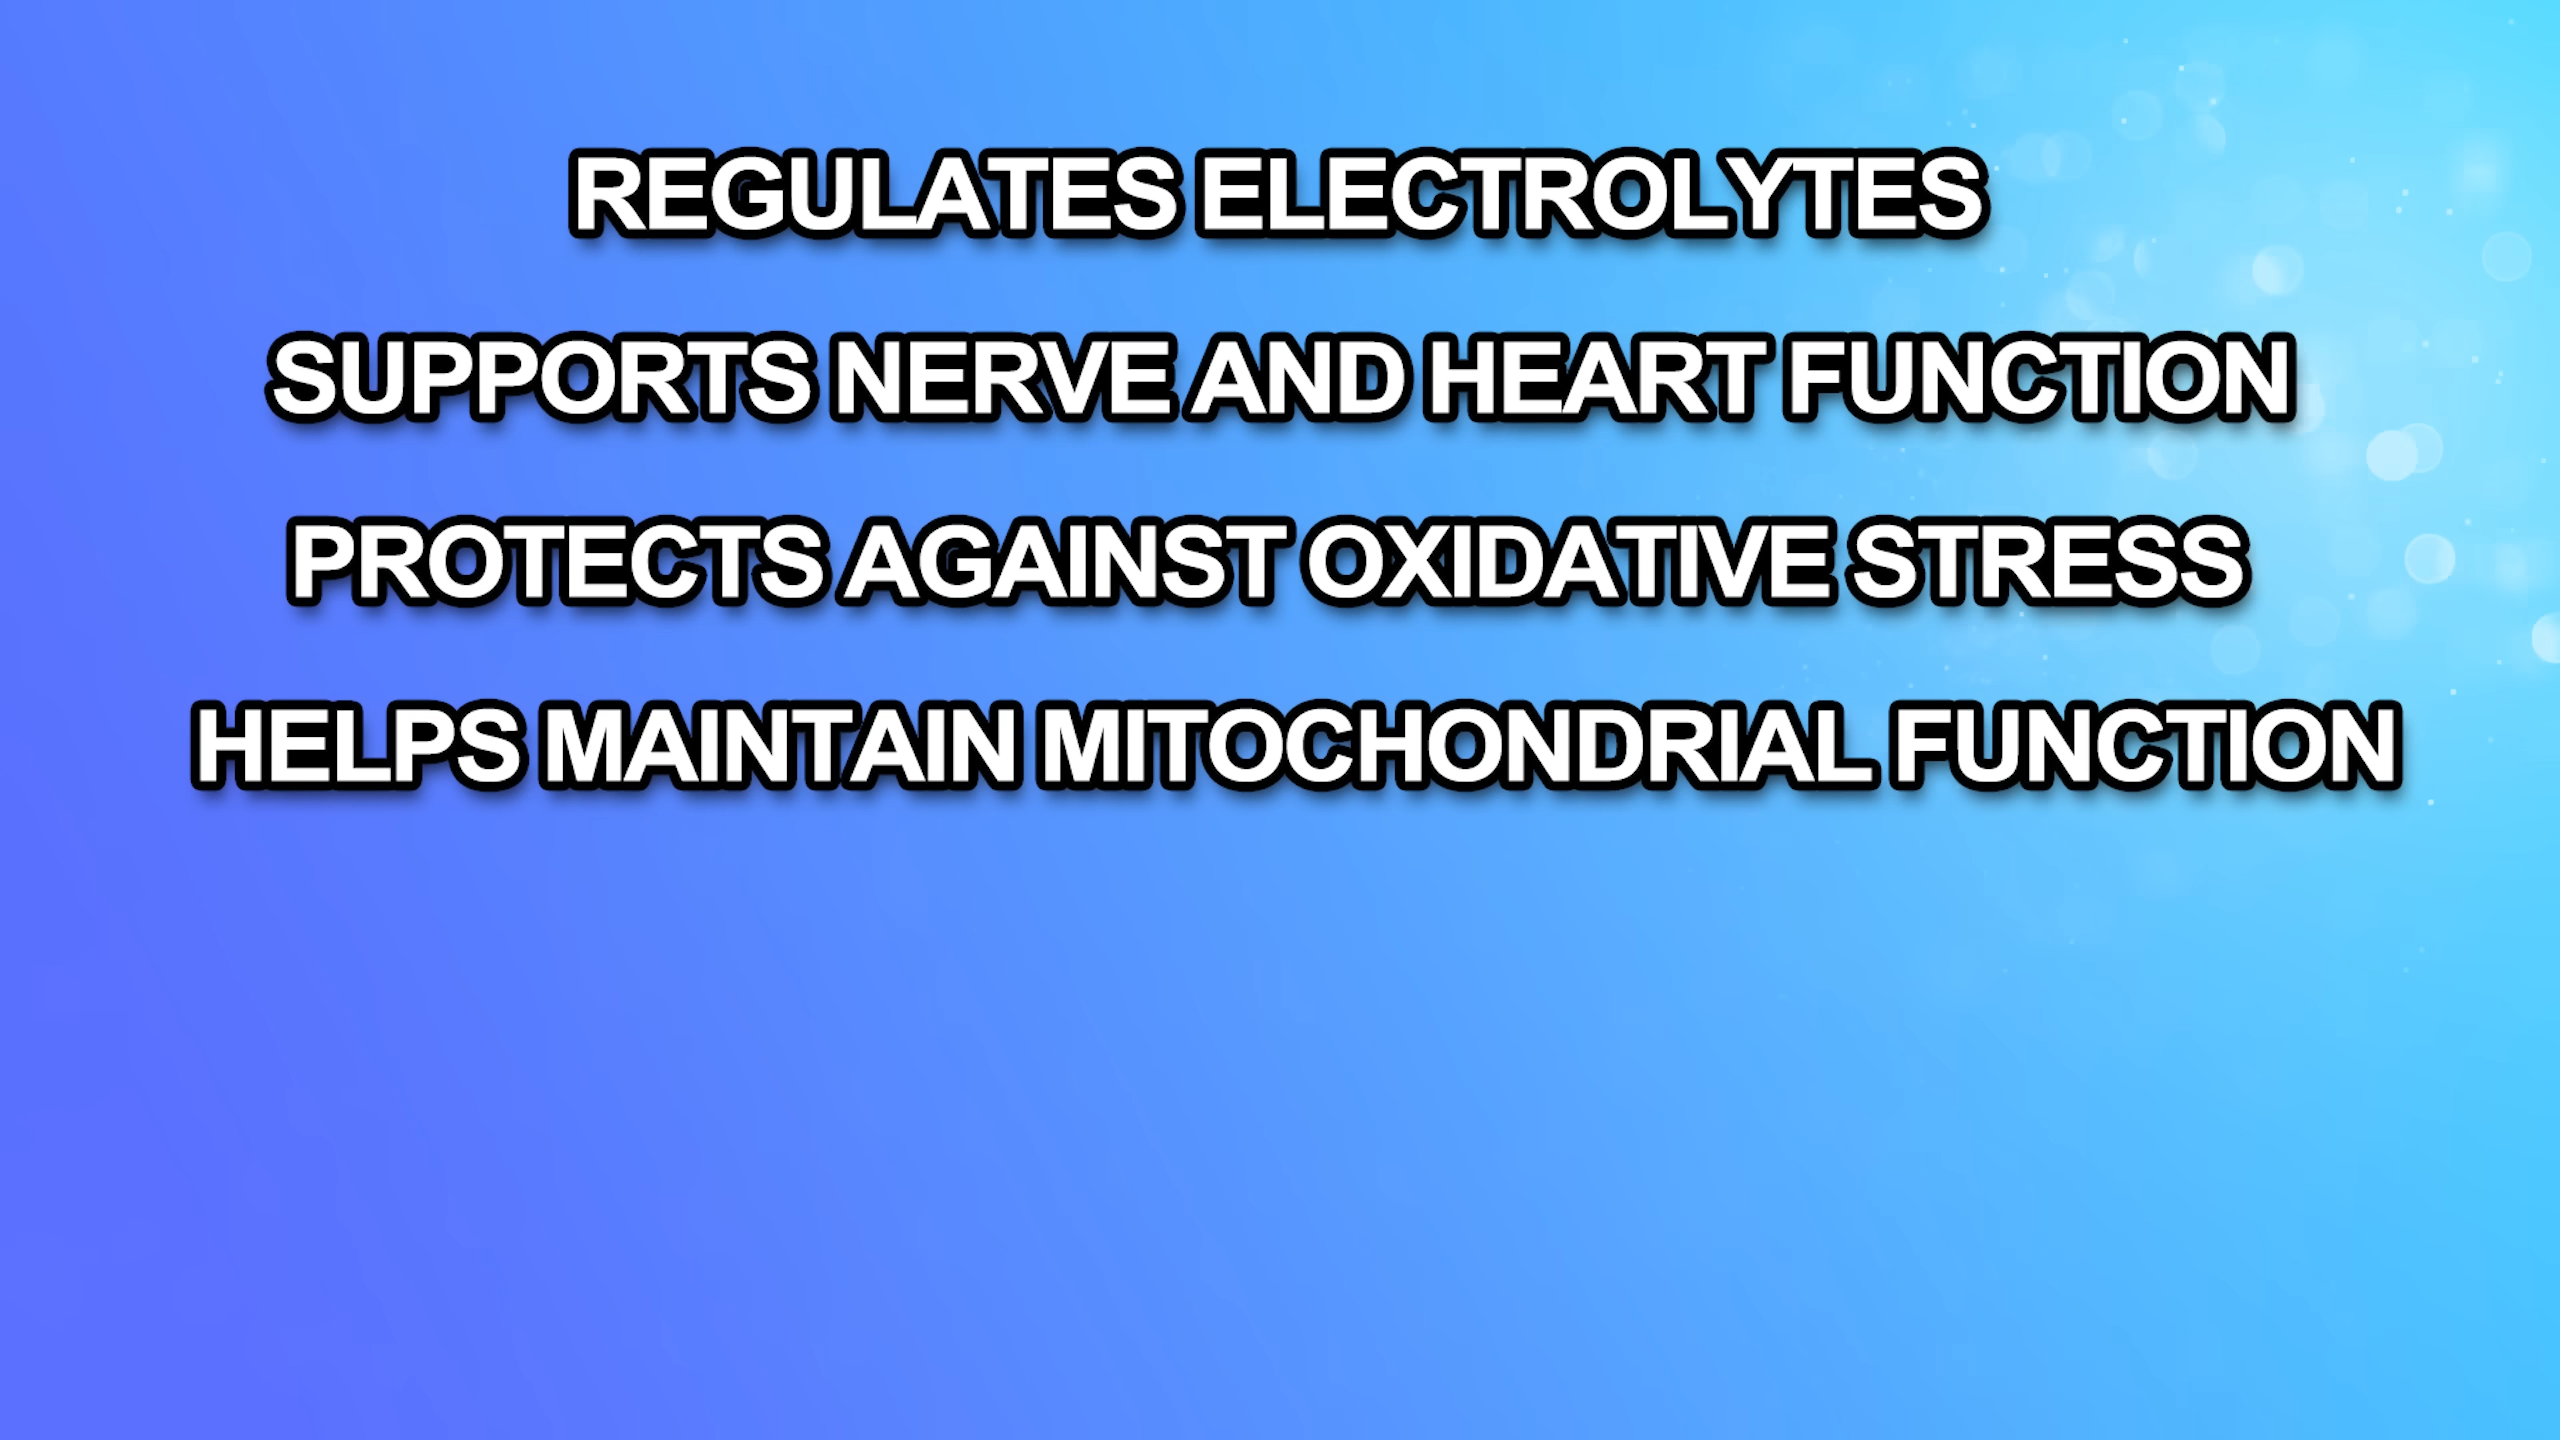 REGULATES ELECTROLYTES
SUPPORTS NERVE AND HEART FUNCTION
PROTECTS AGAINST OXIDATIVE STRESS
HELPS MAINTAIN MITOCHONDRIAL FUNCTION